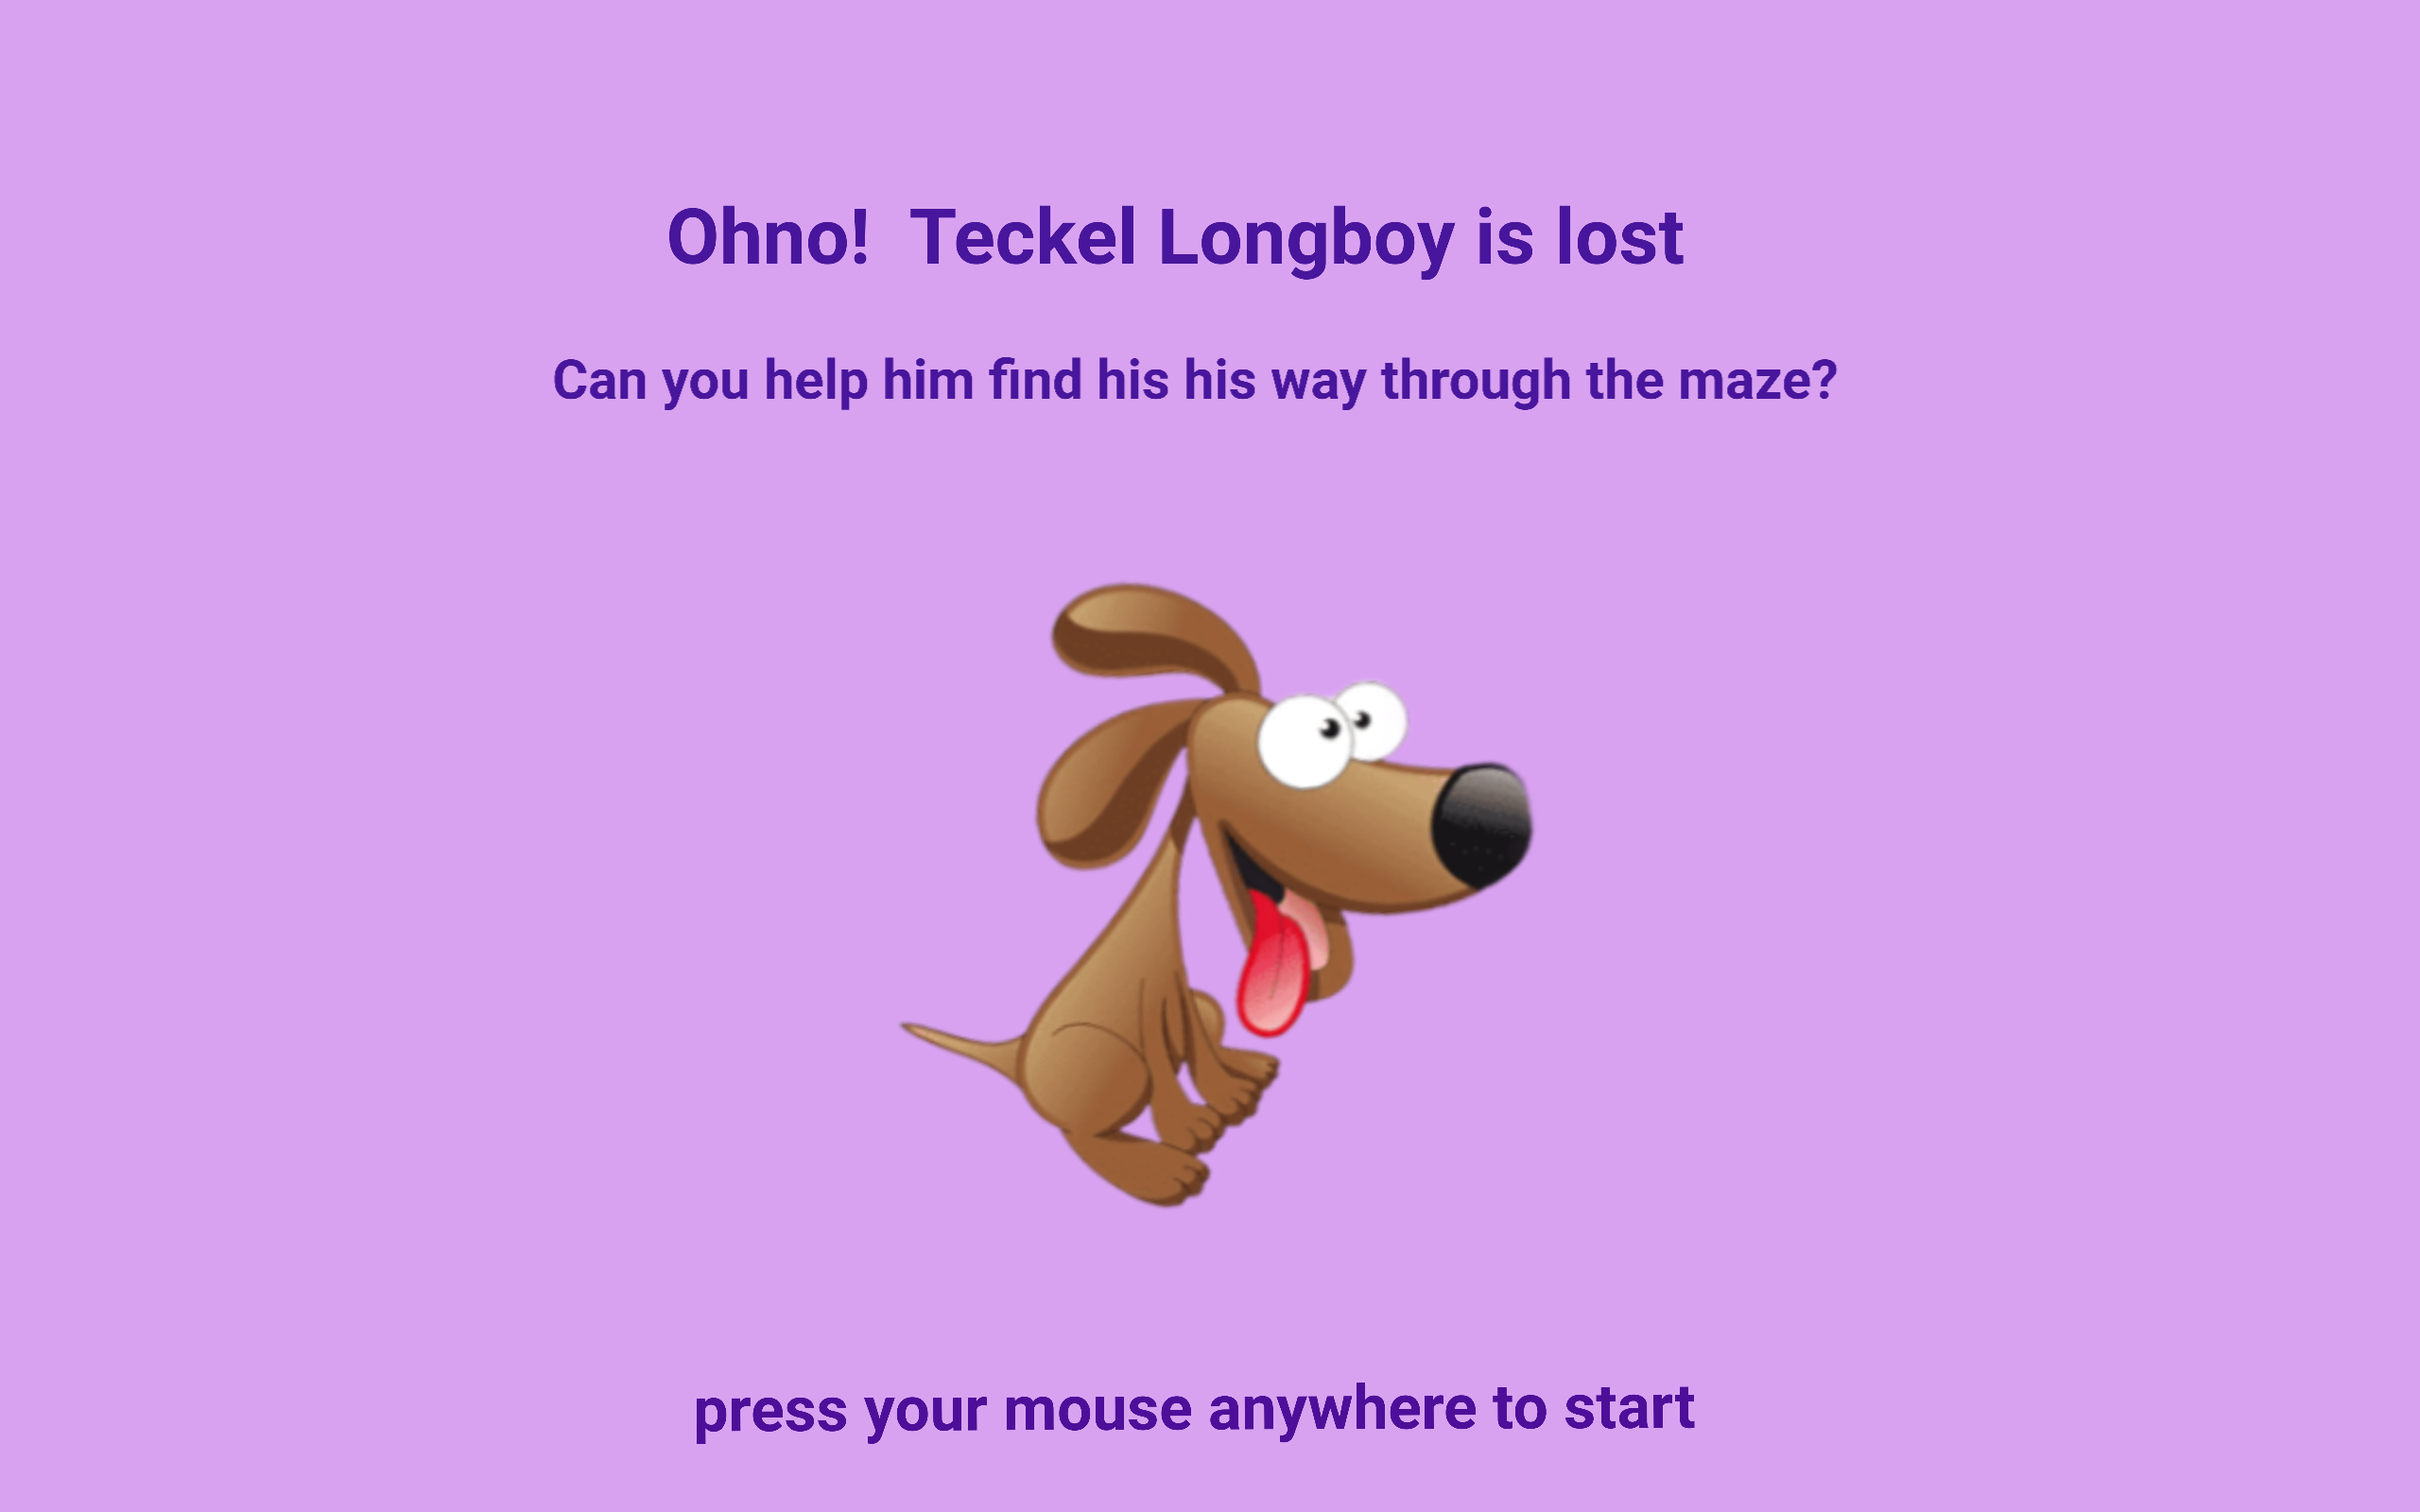 Ohno!  Teckel Longboy is lost
Can you help him find his his way through the maze?
press your mouse anywhere to start